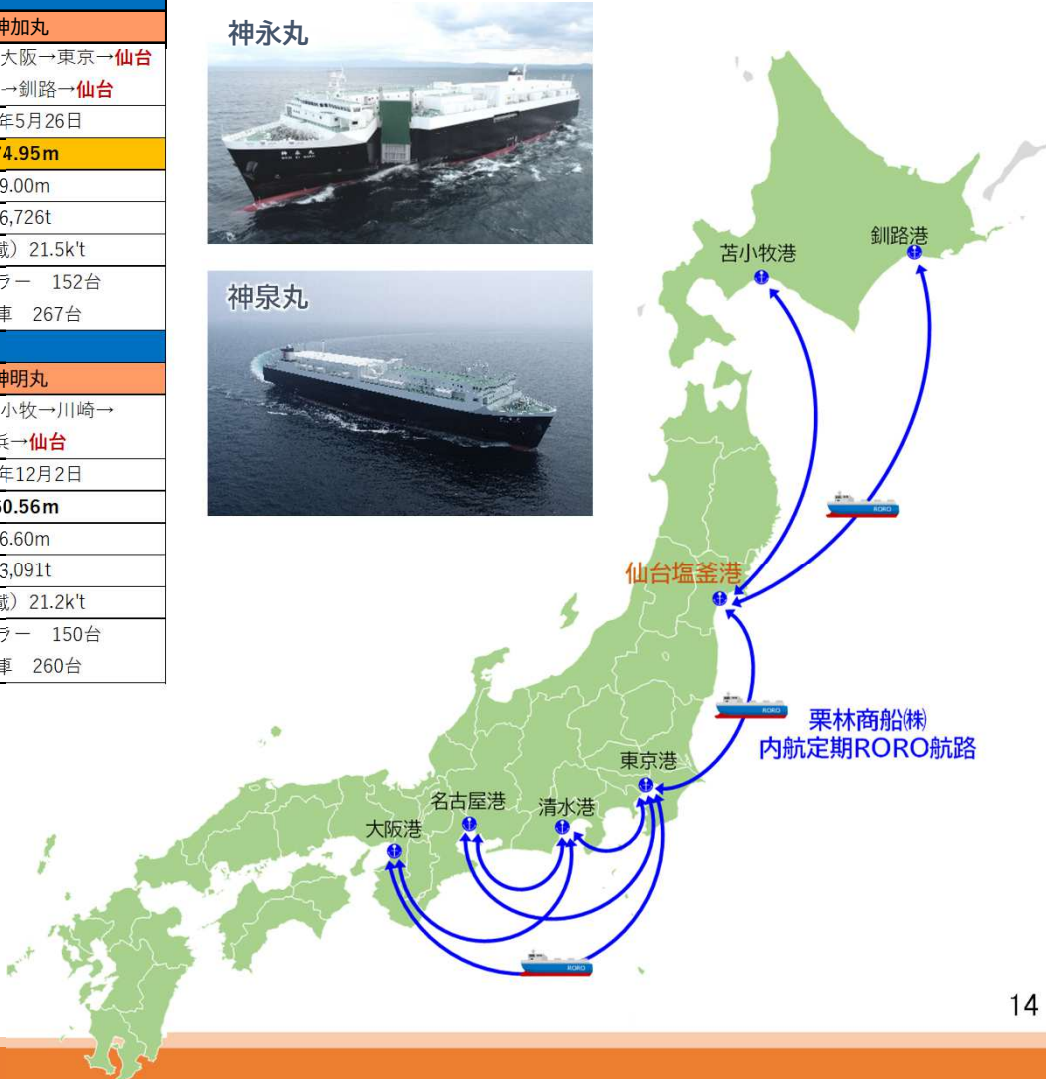 神加丸
大阪→東京→仙台
→釧路→仙台
年5月26日
74.95m
9.00m
6,726t
載）21.5k't
ラー　152台
車　267台
神明丸
小牧→川崎→
浜→仙台
年12月2日
60.56m
6.60m
3,091t
載）21.2k't
ラー　150台
車　260台
神永丸
神泉丸
釧路港
苫小牧港
RORO
仙台塩釜港
RORO
栗林商船㈱
内航定期RORO航路
東京港
名古屋港
清水港
大阪港
RORO
14